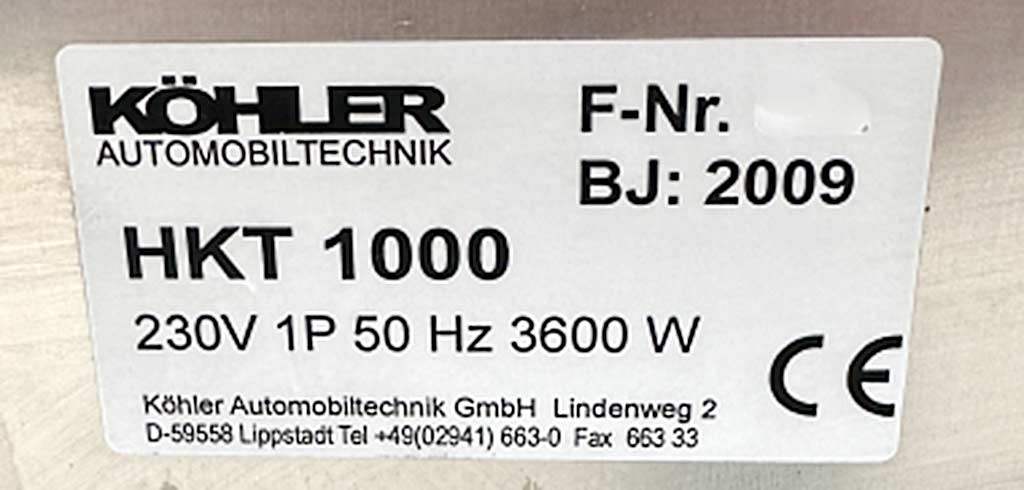 KÖHLER
AUTOMOBILTECHNIK
F-Nr.
BJ: 2009
HKT 1000
230V 1P 50 Hz 3600 W
CE
Köhler Automobiltechnik GmbH Lindenweg 2
D-59558 Lippstadt Tel +49(02941) 663-0 Fax 663 33